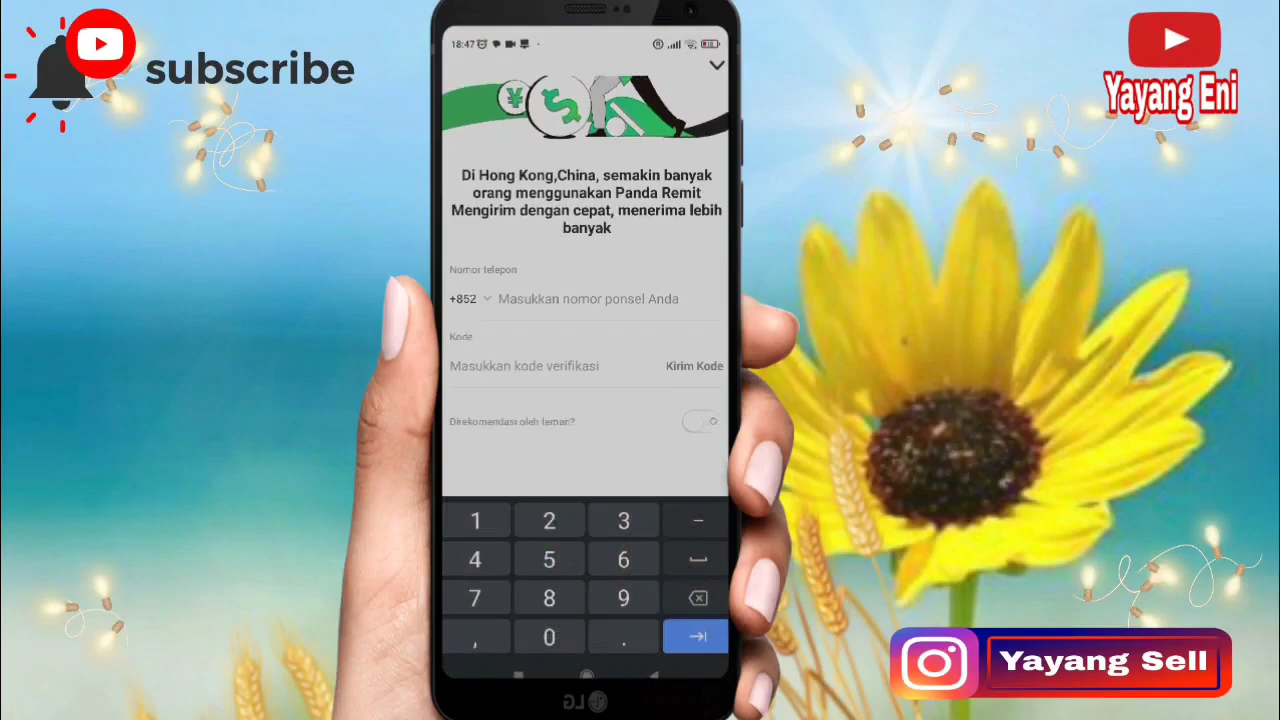 subscribe
Yayang Eni
18:47
Di Hong Kong,China, semakin banyak
orang menggunakan Panda Remit
Mengirim dengan cepat, menerima lebih
banyak
Nomor telepon
+852 Masukkan nomor ponsel Anda
Kode
Masukkan kode verifikasi Kirim Kode
Direkomendasi oleh teman?
1 2 3 -
4 5 6
7 8 9
, 0 .
LG
Yayang Sell